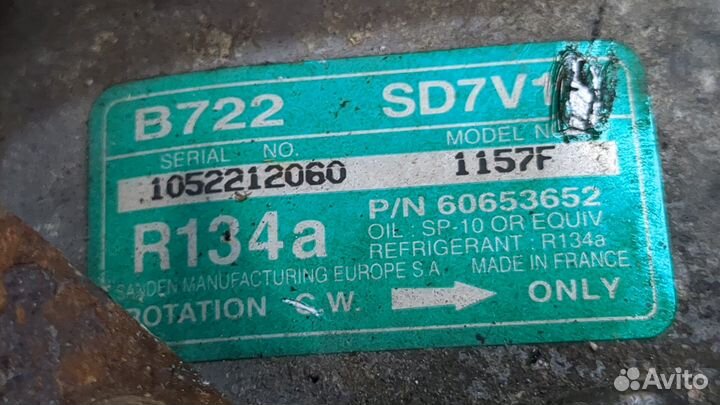 B722 SD7V1
SERIAL NO. MODEL NO
1052212060 1157F
R134a
P/N 60653652
OIL : SP-10 OR EQUIV
REFRIGERANT : R134a
SANDEN MANUFACTURING EUROPE S.A MADE IN FRANCE
ROTATION C.W. ONLY
Avito